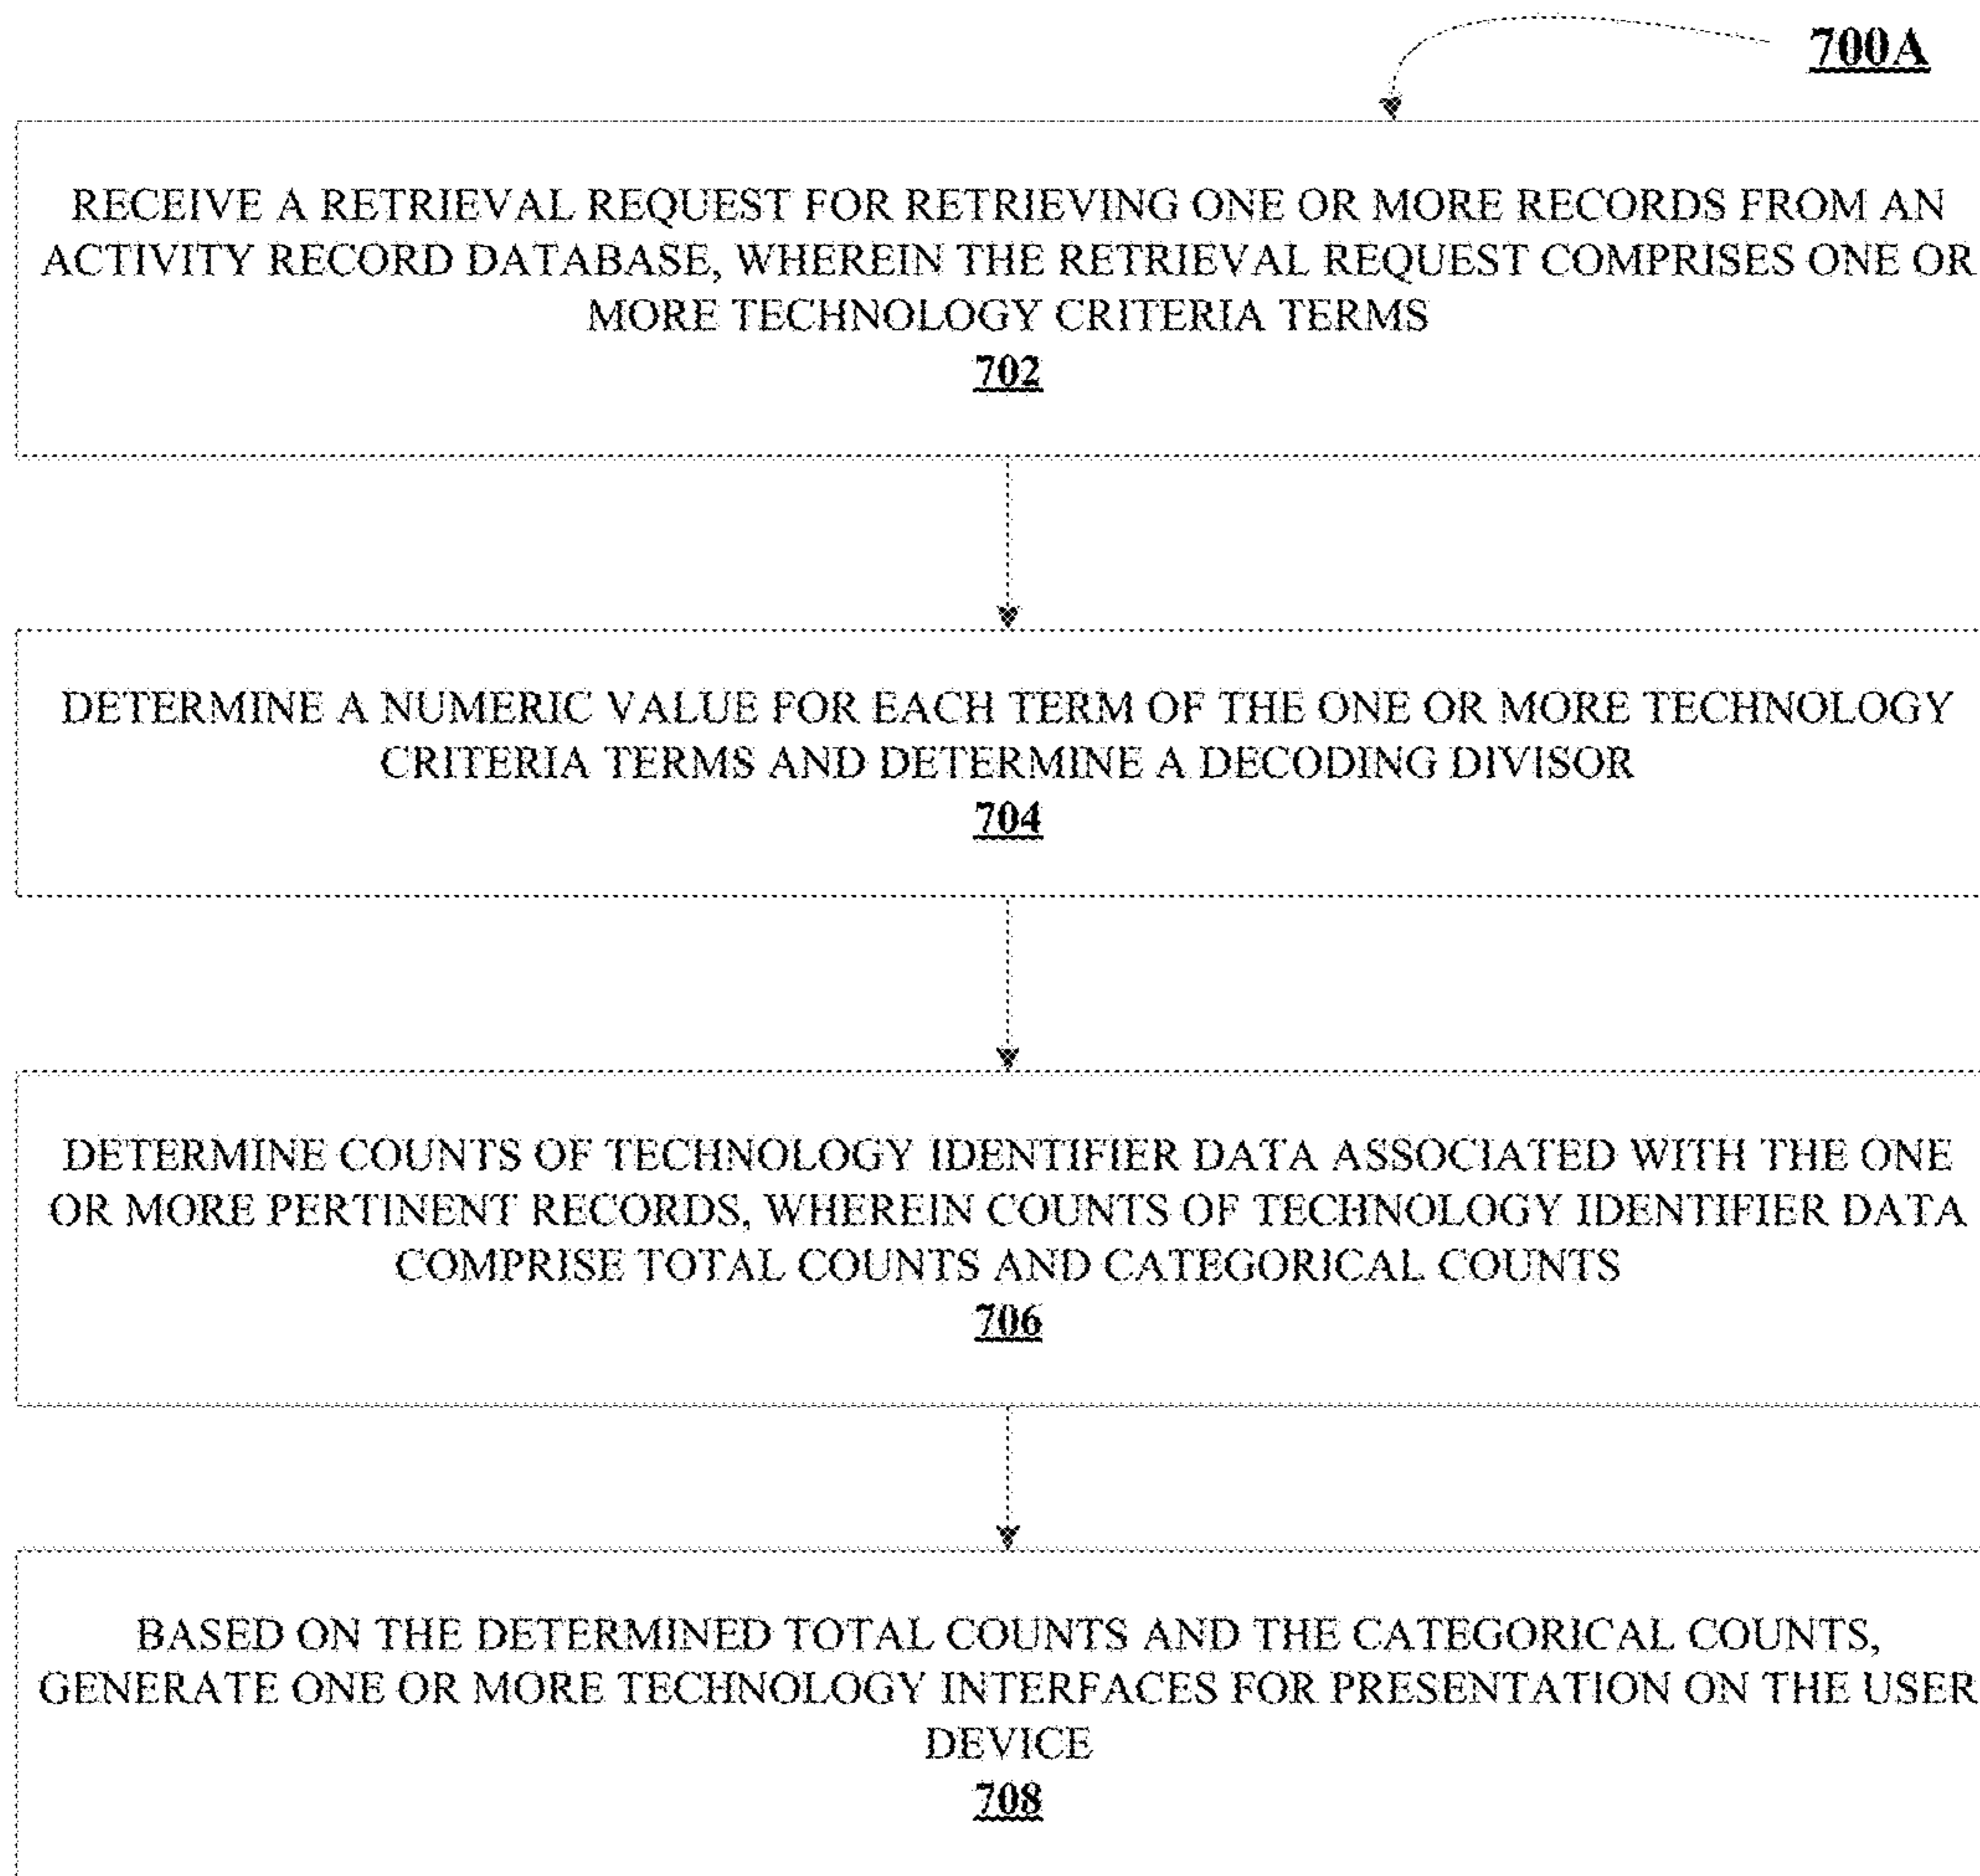 700A
RECEIVE A RETRIEVAL REQUEST FOR RETRIEVING ONE OR MORE RECORDS FROM AN
ACTIVITY RECORD DATABASE, WHEREIN THE RETRIEVAL REQUEST COMPRISES ONE OR
MORE TECHNOLOGY CRITERIA TERMS
702
DETERMINE A NUMERIC VALUE FOR EACH TERM OF THE ONE OR MORE TECHNOLOGY
CRITERIA TERMS AND DETERMINE A DECODING DIVISOR
704
DETERMINE COUNTS OF TECHNOLOGY IDENTIFIER DATA ASSOCIATED WITH THE ONE
OR MORE PERTINENT RECORDS, WHEREIN COUNTS OF TECHNOLOGY IDENTIFIER DATA
COMPRISE TOTAL COUNTS AND CATEGORICAL COUNTS
706
BASED ON THE DETERMINED TOTAL COUNTS AND THE CATEGORICAL COUNTS,
GENERATE ONE OR MORE TECHNOLOGY INTERFACES FOR PRESENTATION ON THE USER
DEVICE
708